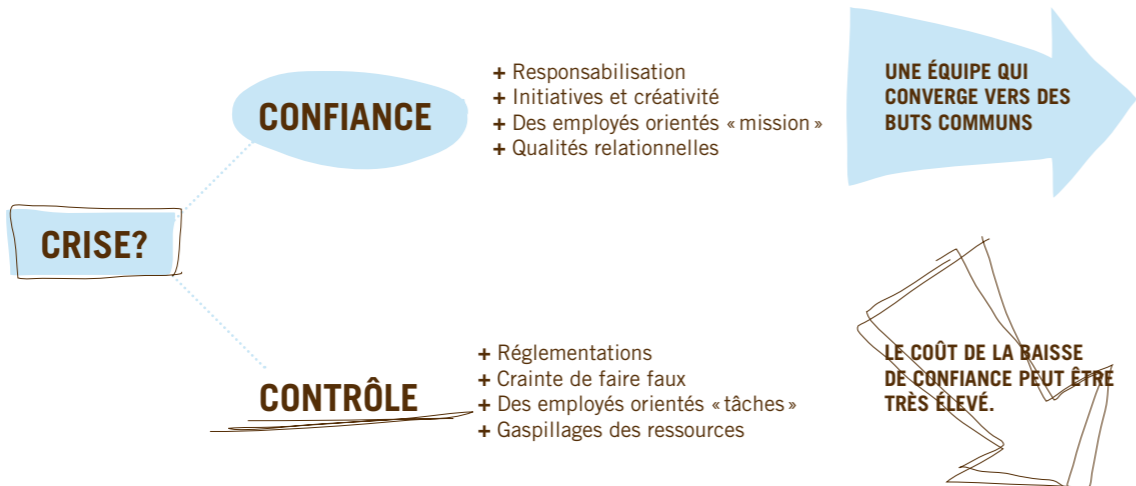 CRISE?
CONFIANCE
+ Responsabilisation
+ Initiatives et créativité
+ Des employés orientés « mission »
+ Qualités relationnelles
UNE ÉQUIPE QUI
CONVERGE VERS DES
BUTS COMMUNS
CONTRÔLE
+ Réglementations
+ Crainte de faire faux
+ Des employés orientés « tâches »
+ Gaspillages des ressources
LE COÛT DE LA BAISSE
DE CONFIANCE PEUT ÊTRE
TRÈS ÉLEVÉ.